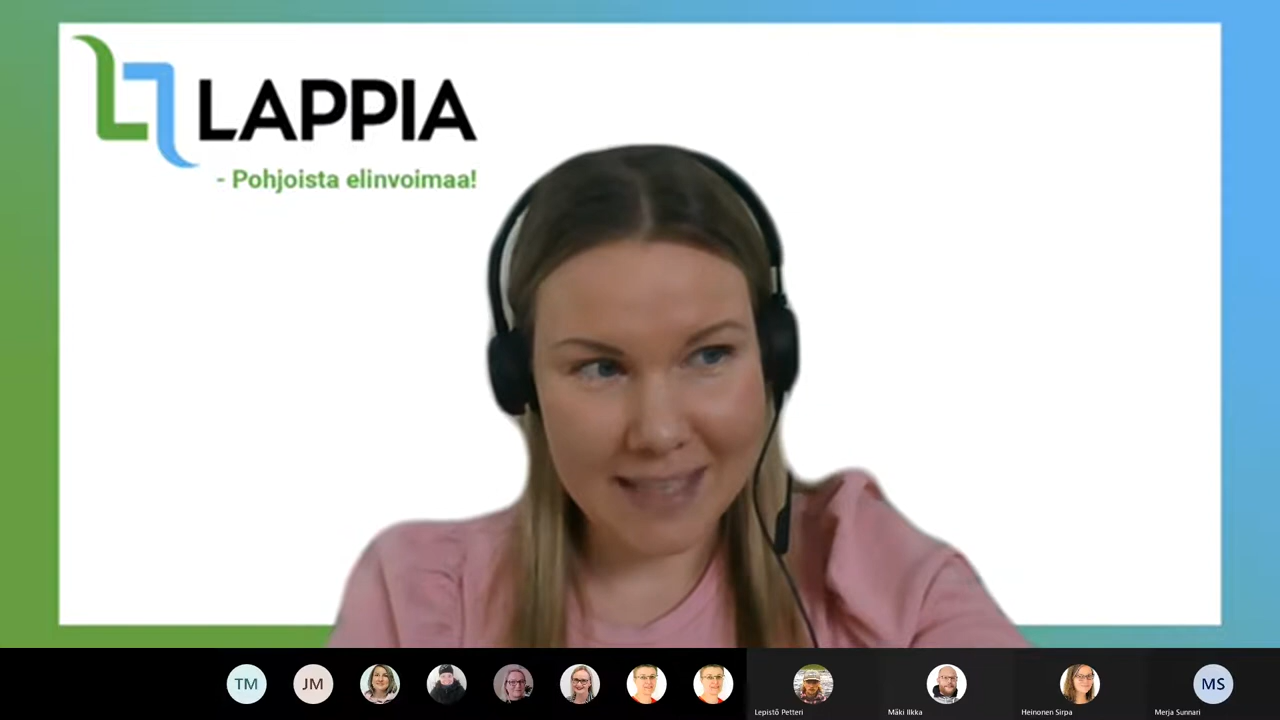 LAPPIA
- Pohjoista elinvoimaa!
TM
JM
MS
Lepistö Petteri
Mäki Ilkka
Heinonen Sirpa
Merja Sunnari